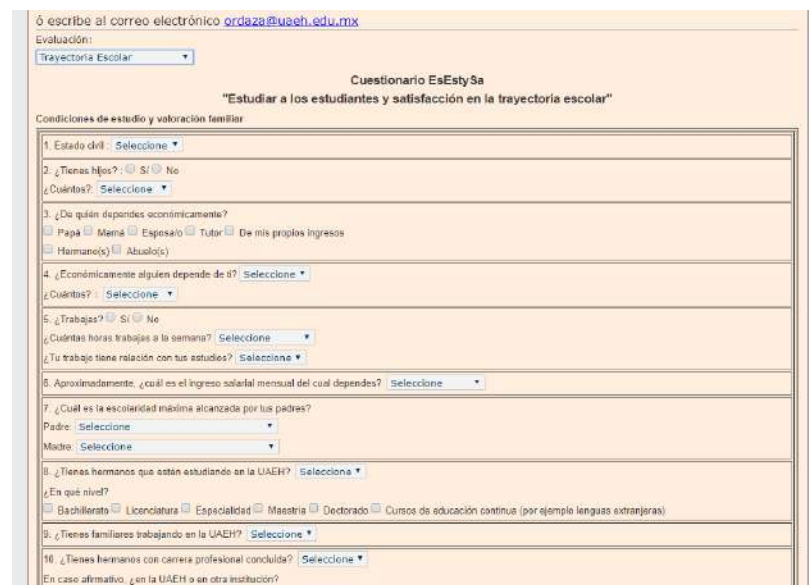 ó escribe al correo electrónico ordaza@uaeh.edu.mx
Evaluación:
Trayectoria Escolar
Cuestionario EsEstySa
"Estudiar a los estudiantes y satisfacción en la trayectoria escolar"
Condiciones de estudio y valoración familiar
1. Estado civil : Seleccione
2. ¿Tienes hijos? : Sí No
¿Cuántos?: Seleccione
3. ¿De quién dependes económicamente?
Papá Mamá Esposa/o Tutor De mis propios ingresos
Hermano(s) Abuelo(s)
4. ¿Económicamente alguien depende de ti? Seleccione
¿Cuántos? : Seleccione
5. ¿Trabajas? Sí No
¿Cuántas horas trabajas a la semana? Seleccione
¿Tu trabajo tiene relación con tus estudios? Seleccione
6. Aproximadamente, ¿cuál es el ingreso salarial mensual del cual dependes? Seleccione
7. ¿Cuál es la escolaridad máxima alcanzada por tus padres?
Padre: Seleccione
Madre: Seleccione
8. ¿Tienes hermanos que están estudiando en la UAEH? Seleccione
¿En qué nivel?
Bachillerato Licenciatura Especialidad Maestría Doctorado Cursos de educación continua (por ejemplo lenguas extranjeras)
9. ¿Tienes familiares trabajando en la UAEH? Seleccione
10. ¿Tienes hermanos con carrera profesional concluida? Seleccione
En caso afirmativo, ¿en la UAEH o en otra institución?